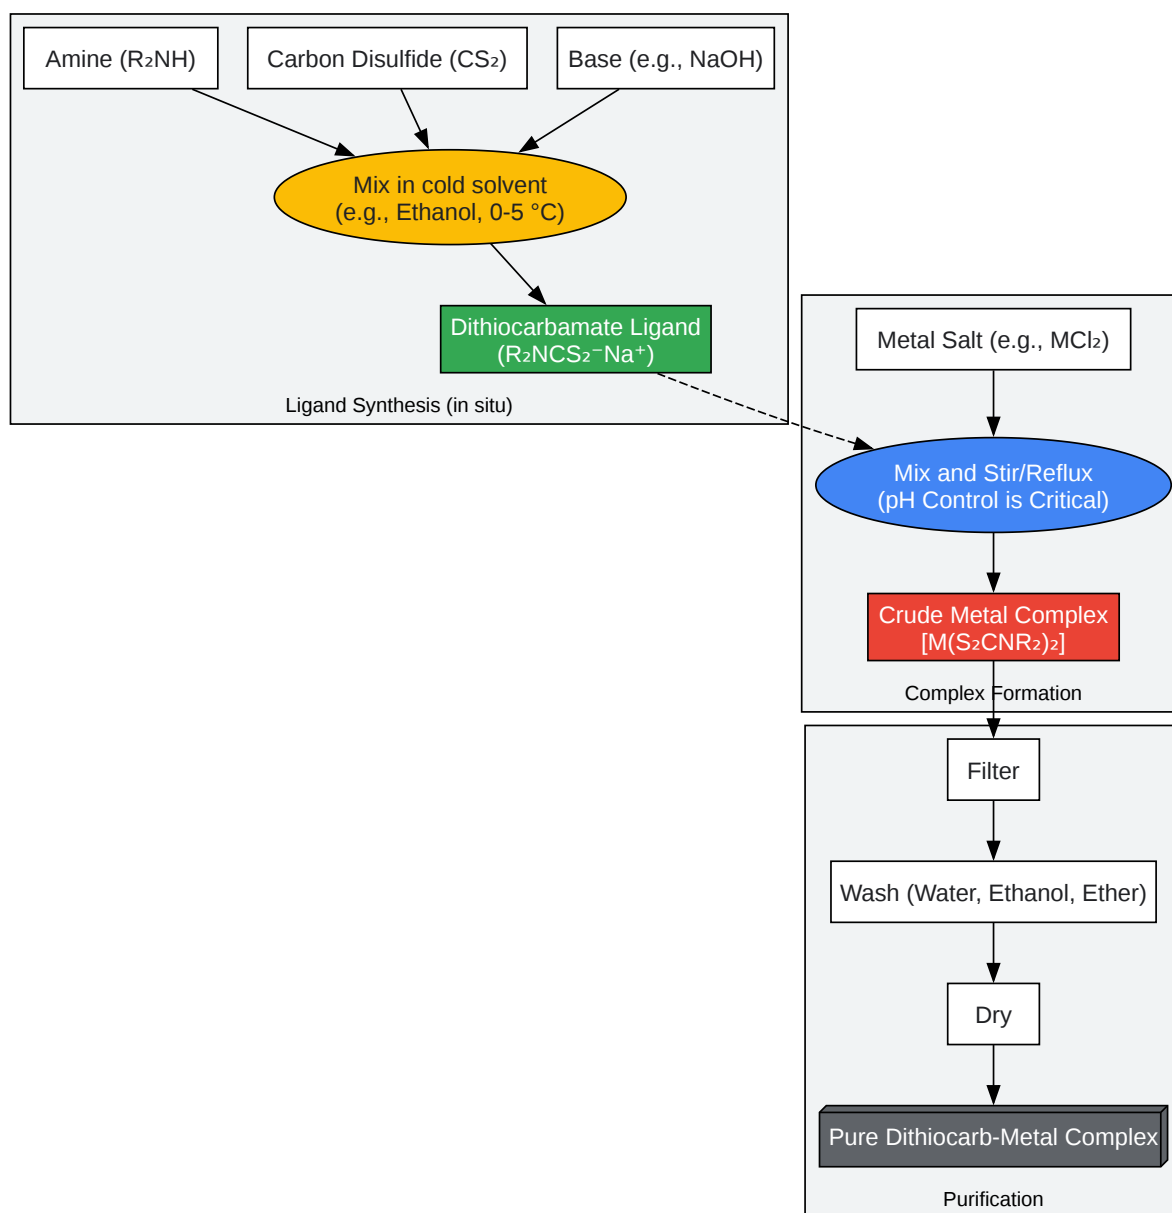 Amine (R₂NH)
Carbon Disulfide (CS₂)
Base (e.g., NaOH)
Mix in cold solvent
(e.g., Ethanol, 0-5 °C)
Dithiocarbamate Ligand
(R₂NCS₂⁻Na⁺)
Ligand Synthesis (in situ)
Metal Salt (e.g., MCl₂)
Mix and Stir/Reflux
(pH Control is Critical)
Crude Metal Complex
[M(S₂CNR₂)₂]
Complex Formation
Filter
Wash (Water, Ethanol, Ether)
Dry
Pure Dithiocarb-Metal Complex
Purification